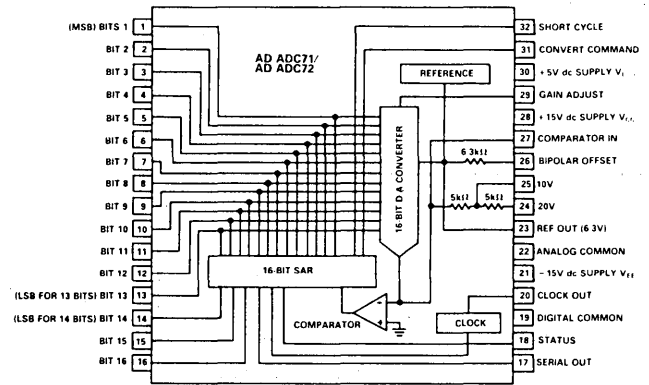 (MSB) BITS 1 1
BIT 2 2
BIT 3 3
BIT 4 4
BIT 5 5
BIT 6 6
BIT 7 7
BIT 8 8
BIT 9 9
BIT 10 10
BIT 11 11
BIT 12 12
(LSB FOR 13 BITS) BIT 13 13
(LSB FOR 14 BITS) BIT 14 14
BIT 15 15
BIT 16 16
AD ADC71/
AD ADC72
REFERENCE
16-BIT D A CONVERTER
6 3kΩ
5kΩ 5kΩ
16-BIT SAR
COMPARATOR
-
+
CLOCK
32 SHORT CYCLE
31 CONVERT COMMAND
30 +5V dc SUPPLY V
29 GAIN ADJUST
28 +15V dc SUPPLY
27 COMPARATOR IN
26 BIPOLAR OFFSET
25 10V
24 20V
23 REF OUT (6 3V)
22 ANALOG COMMON
21 -15V dc SUPPLY VEE
20 CLOCK OUT
19 DIGITAL COMMON
18 STATUS
17 SERIAL OUT